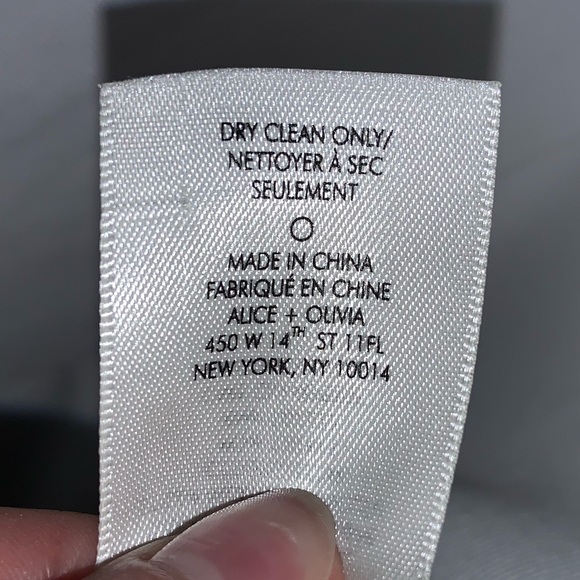 DRY CLEAN ONLY/
NETTOYER À SEC
SEULEMENT
MADE IN CHINA
FABRIQUÉ EN CHINE
ALICE + OLIVIA
450 W 14TH ST 11FL
NEW YORK, NY 10014